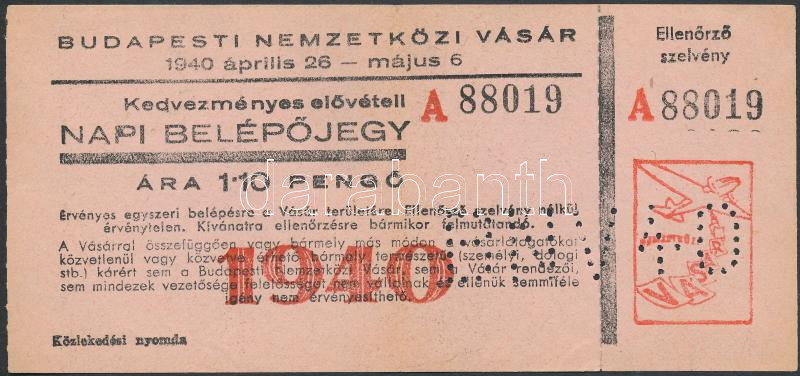 BUDAPESTI NEMZETKÖZI VÁSÁR
1940 április 26 — május 6
Kedvezményes elővételi
NAPI BELÉPŐJEGY
A 88019
ÁRA 1·10 PENGŐ
Érvényes egyszeri belépésre a Vásár területére. Ellenőrző szelvény nélkül
érvénytelen. Kívánatra ellenőrzésre bármikor felmutatandó.
A Vásárral összefüggően vagy bármely más módon a vásárlátogatókat
közvetlenül vagy közvetve érhető bármely természetű (személyi, dologi
stb.) kárért sem a Budapesti Nemzetközi Vásár, sem a Vásár rendezői,
sem mindezek vezetősége felelősséget nem vállalnak és ellenük semmiféle
igény nem érvényesíthető.
1940
Közlekedési nyomda
Ellenőrző
szelvény
A 88019
darabanth